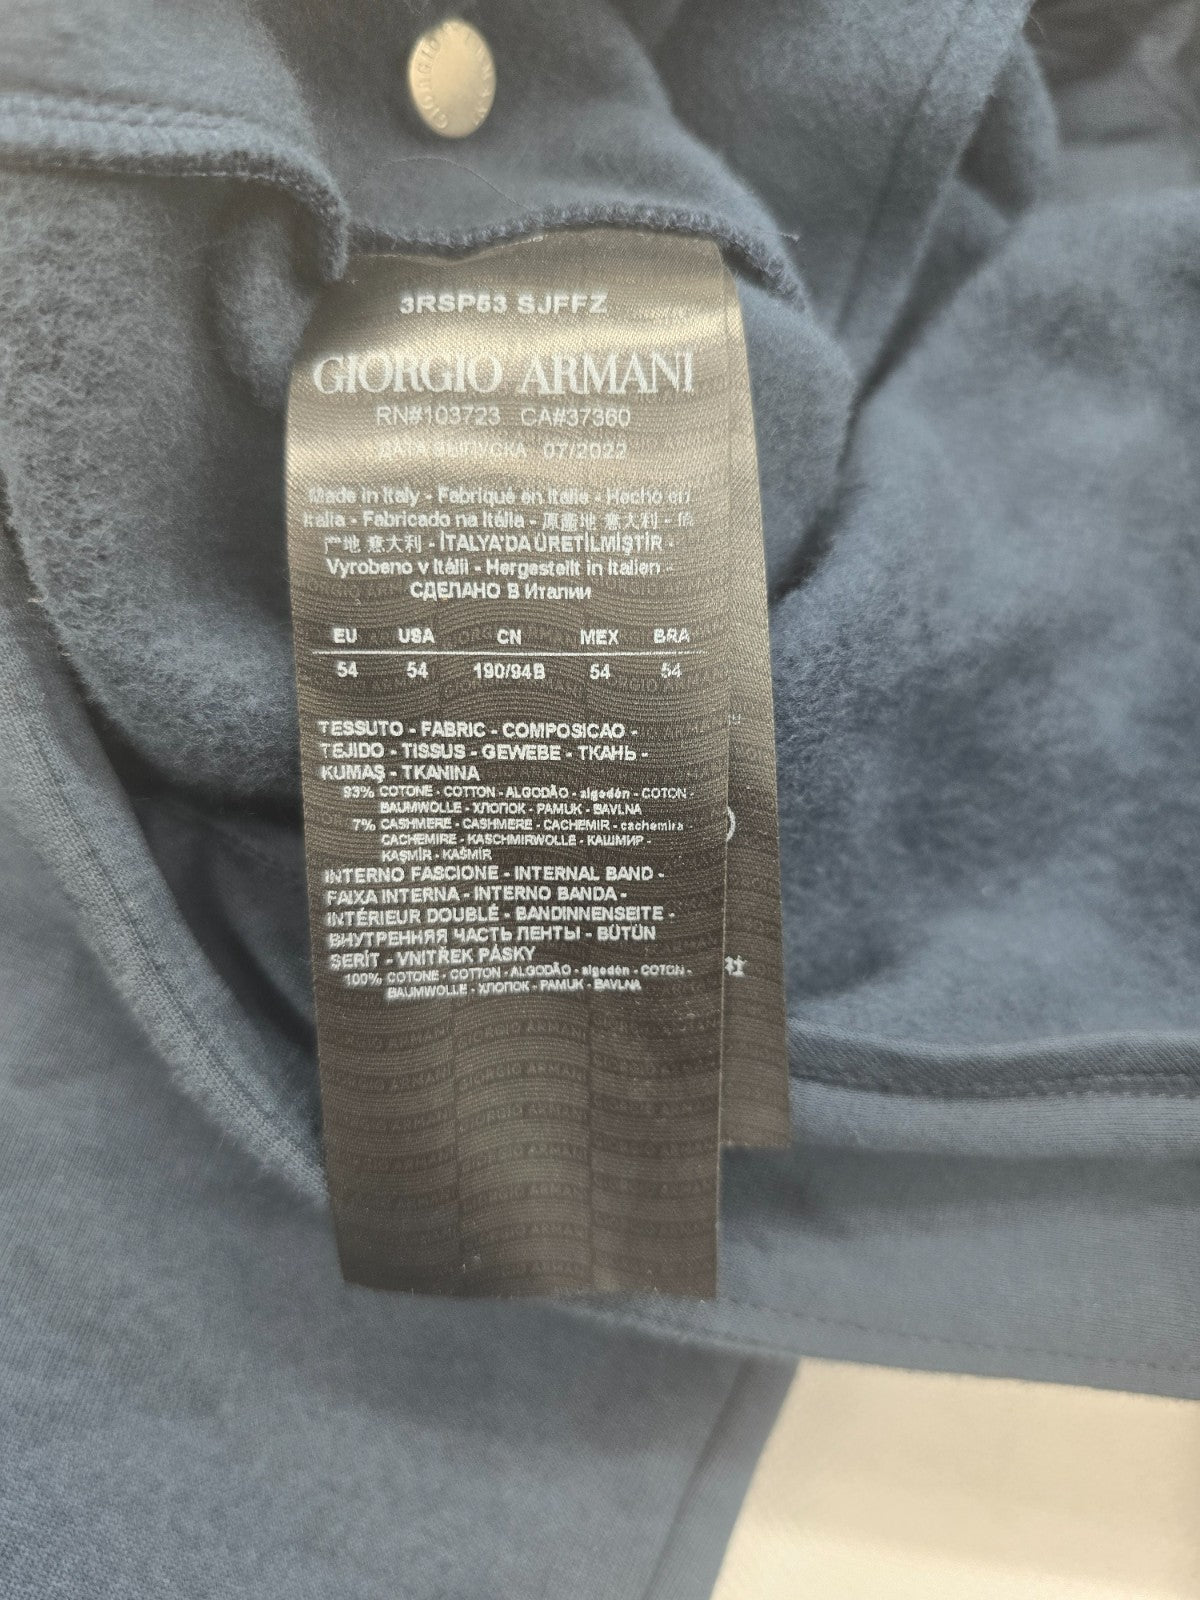 GIORGIO
3RSP53 SJFFZ
GIORGIO ARMANI
RN#103723 CA#37360
ДАТА ВЫПУСКА 07/2022
Made in Italy - Fabriqué en Italie - Hecho en
Italia - Fabricado na Itália - 原產地 意大利 -
产地 意大利 - İTALYA'DA ÜRETİLMİŞTİR -
Vyrobeno v Itálii - Hergestellt in Italien -
СДЕЛАНО В Италии
EU USA CN MEX BRA
54 54 190/94B 54 54
TESSUTO - FABRIC - COMPOSICAO -
TEJIDO - TISSUS - GEWEBE - ТКАНЬ -
KUMAŞ - TKANINA
93% COTONE - COTTON - ALGODÃO - algodón - COTON -
BAUMWOLLE - ХЛОПОК - PAMUK - BAVLNA
7% CASHMERE - CASHMERE - CACHEMIR - cachemira -
CACHEMIRE - KASCHMIRWOLLE - КАШМИР -
KAŞMİR - KAŠMÍR
INTERNO FASCIONE - INTERNAL BAND -
FAIXA INTERNA - INTERNO BANDA -
INTÉRIEUR DOUBLÉ - BANDINNENSEITE -
ВНУТРЕННЯЯ ЧАСТЬ ЛЕНТЫ - BÜTÜN
ŞERİT - VNITŘEK PÁSKY
100% COTONE - COTTON - ALGODÃO - algodón - COTON -
BAUMWOLLE - ХЛОПОК - PAMUK - BAVLNA